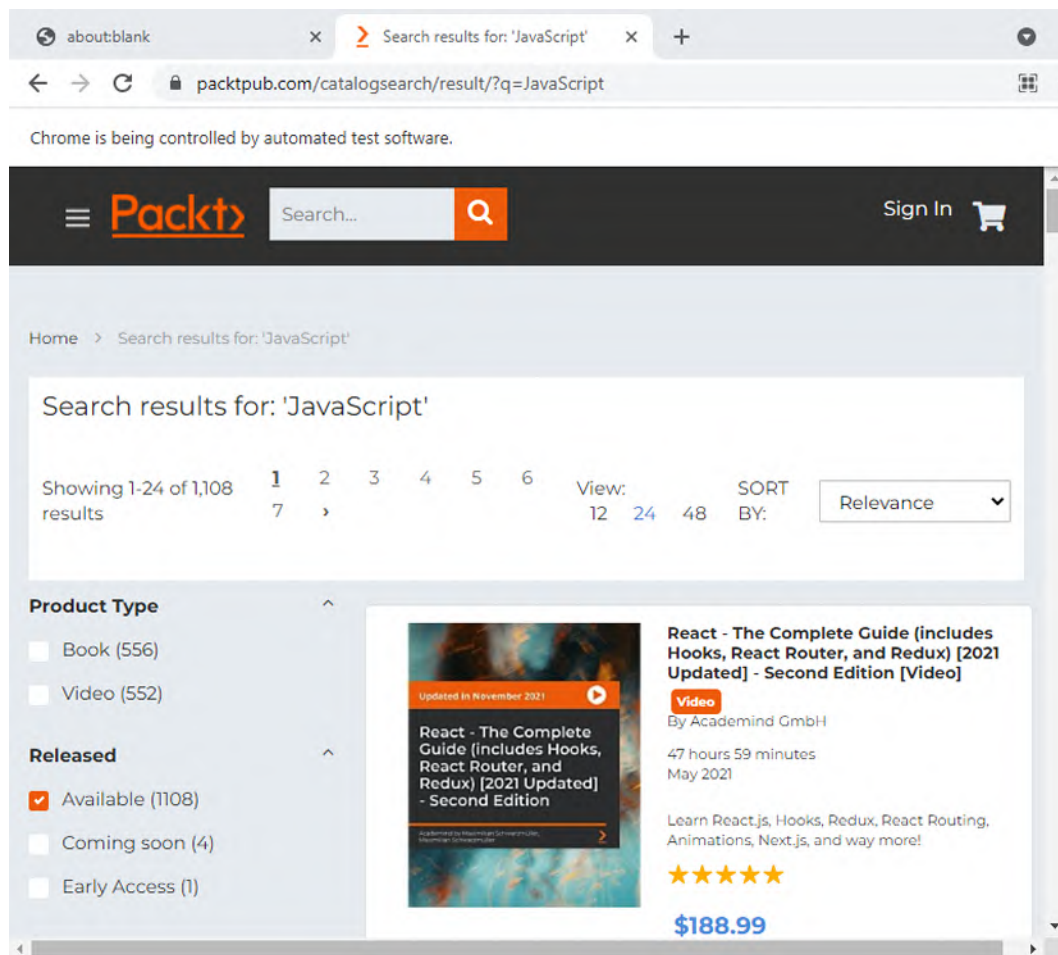 about:blank
Search results for: 'JavaScript'
packtpub.com/catalogsearch/result/?q=JavaScript
Chrome is being controlled by automated test software.
Packt
Search...
Sign In
Home > Search results for: 'JavaScript'
Search results for: 'JavaScript'
Showing 1-24 of 1,108
results
1 2 3 4 5 6
7 ›
View:
12 24 48
SORT
BY:
Relevance
Product Type
Book (556)
Video (552)
Released
Available (1108)
Coming soon (4)
Early Access (1)
Updated in November 2021
React - The Complete
Guide (includes Hooks,
React Router, and
Redux) [2021 Updated]
- Second Edition
Academind by Maximilian Schwarzmüller,
Maximilian Schwarzmüller
React - The Complete Guide (includes
Hooks, React Router, and Redux) [2021
Updated] - Second Edition [Video]
Video
By Academind GmbH
47 hours 59 minutes
May 2021
Learn React.js, Hooks, Redux, React Routing,
Animations, Next.js, and way more!
$188.99